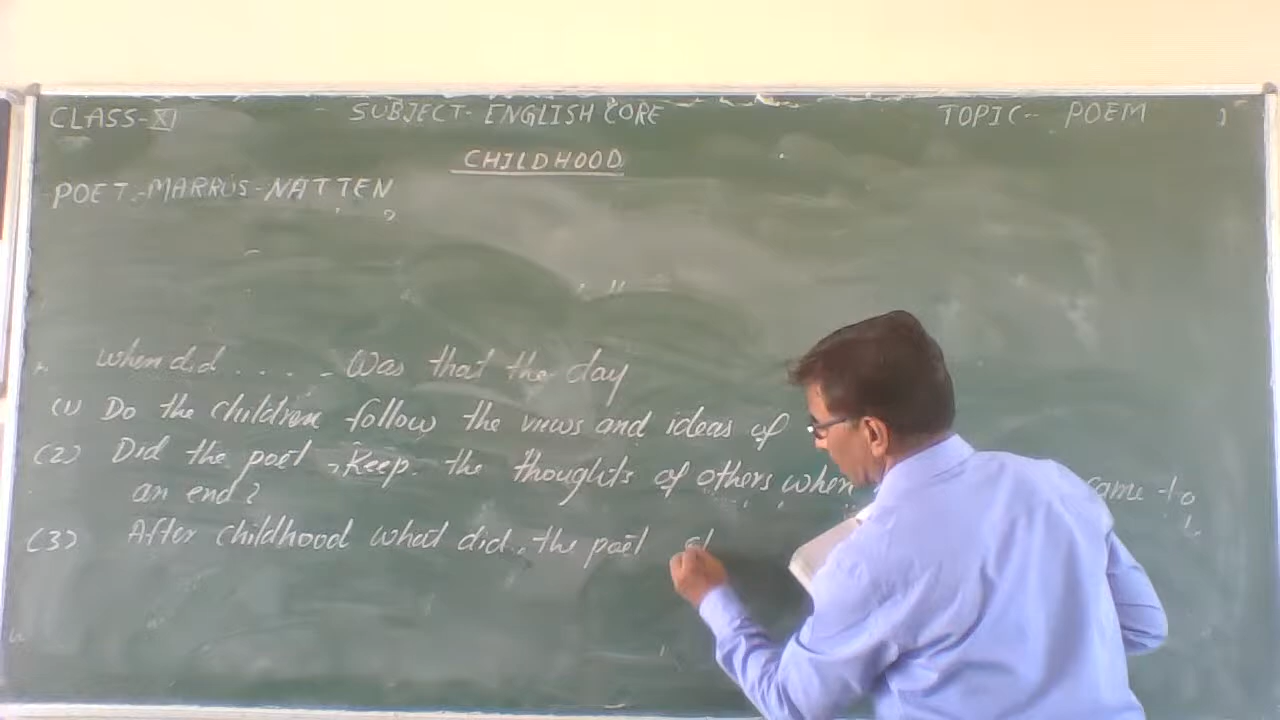 CLASS-XI SUBJECT-ENGLISH CORE TOPIC- POEM
CHILDHOOD
POET-MARRUS-NATTEN
when did . . . . - Was that the day
(1) Do the children follow the views and ideas of
(2) Did the poet keep the thoughts of others when came to
an end?
(3) After childhood what did the poet